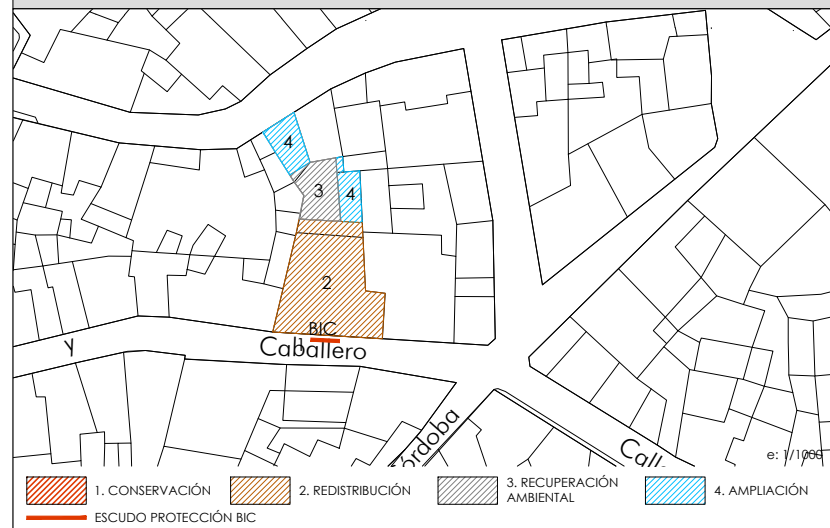 4
3
4
2
BIC
y
Caballero
órdoba
Calle
e: 1/1000
1. CONSERVACIÓN
2. REDISTRIBUCIÓN
3. RECUPERACIÓN
AMBIENTAL
4. AMPLIACIÓN
ESCUDO PROTECCIÓN BIC